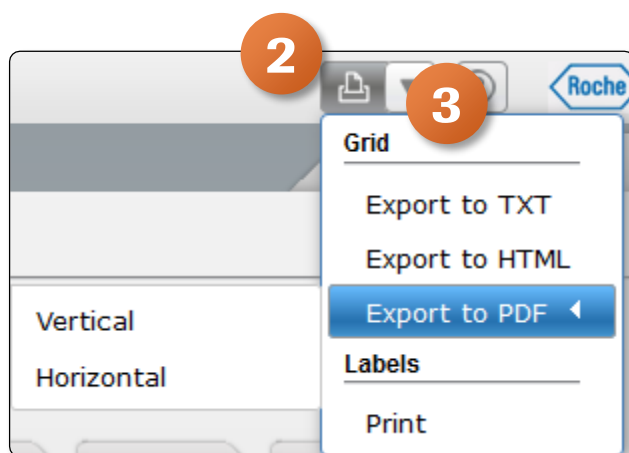 2
3
Roche
Grid
Export to TXT
Export to HTML
Export to PDF
Vertical
Horizontal
Labels
Print